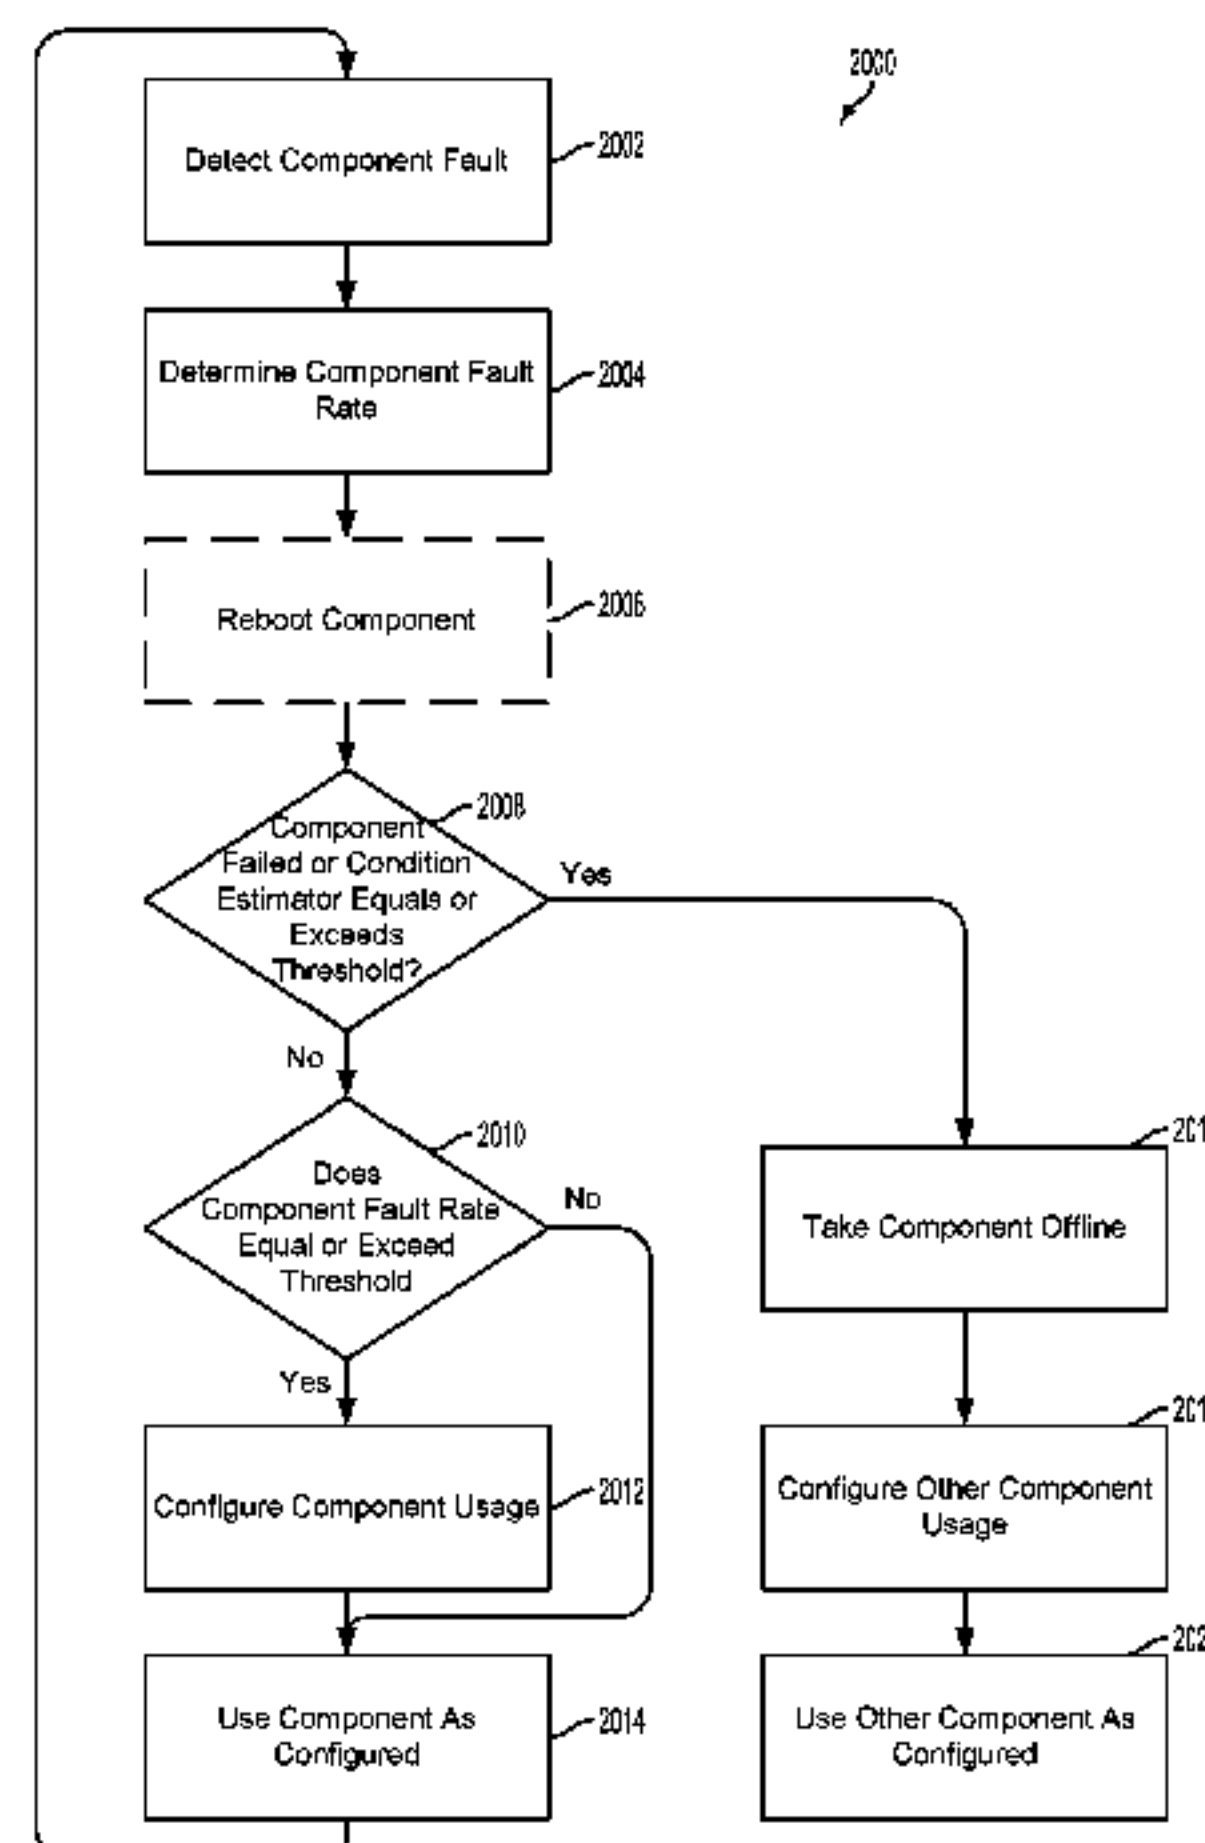 2000
Detect Component Fault
2002
Determine Component Fault
Rate
2004
Reboot Component
2006
Component
Failed or Condition
Estimator Equals or
Exceeds
Threshold?
2008
Yes
No
Does
Component Fault Rate
Equal or Exceed
Threshold
2010
No
Yes
Configure Component Usage
2012
Use Component As
Configured
2014
Take Component Offline
201
Configure Other Component
Usage
201
Use Other Component As
Configured
202